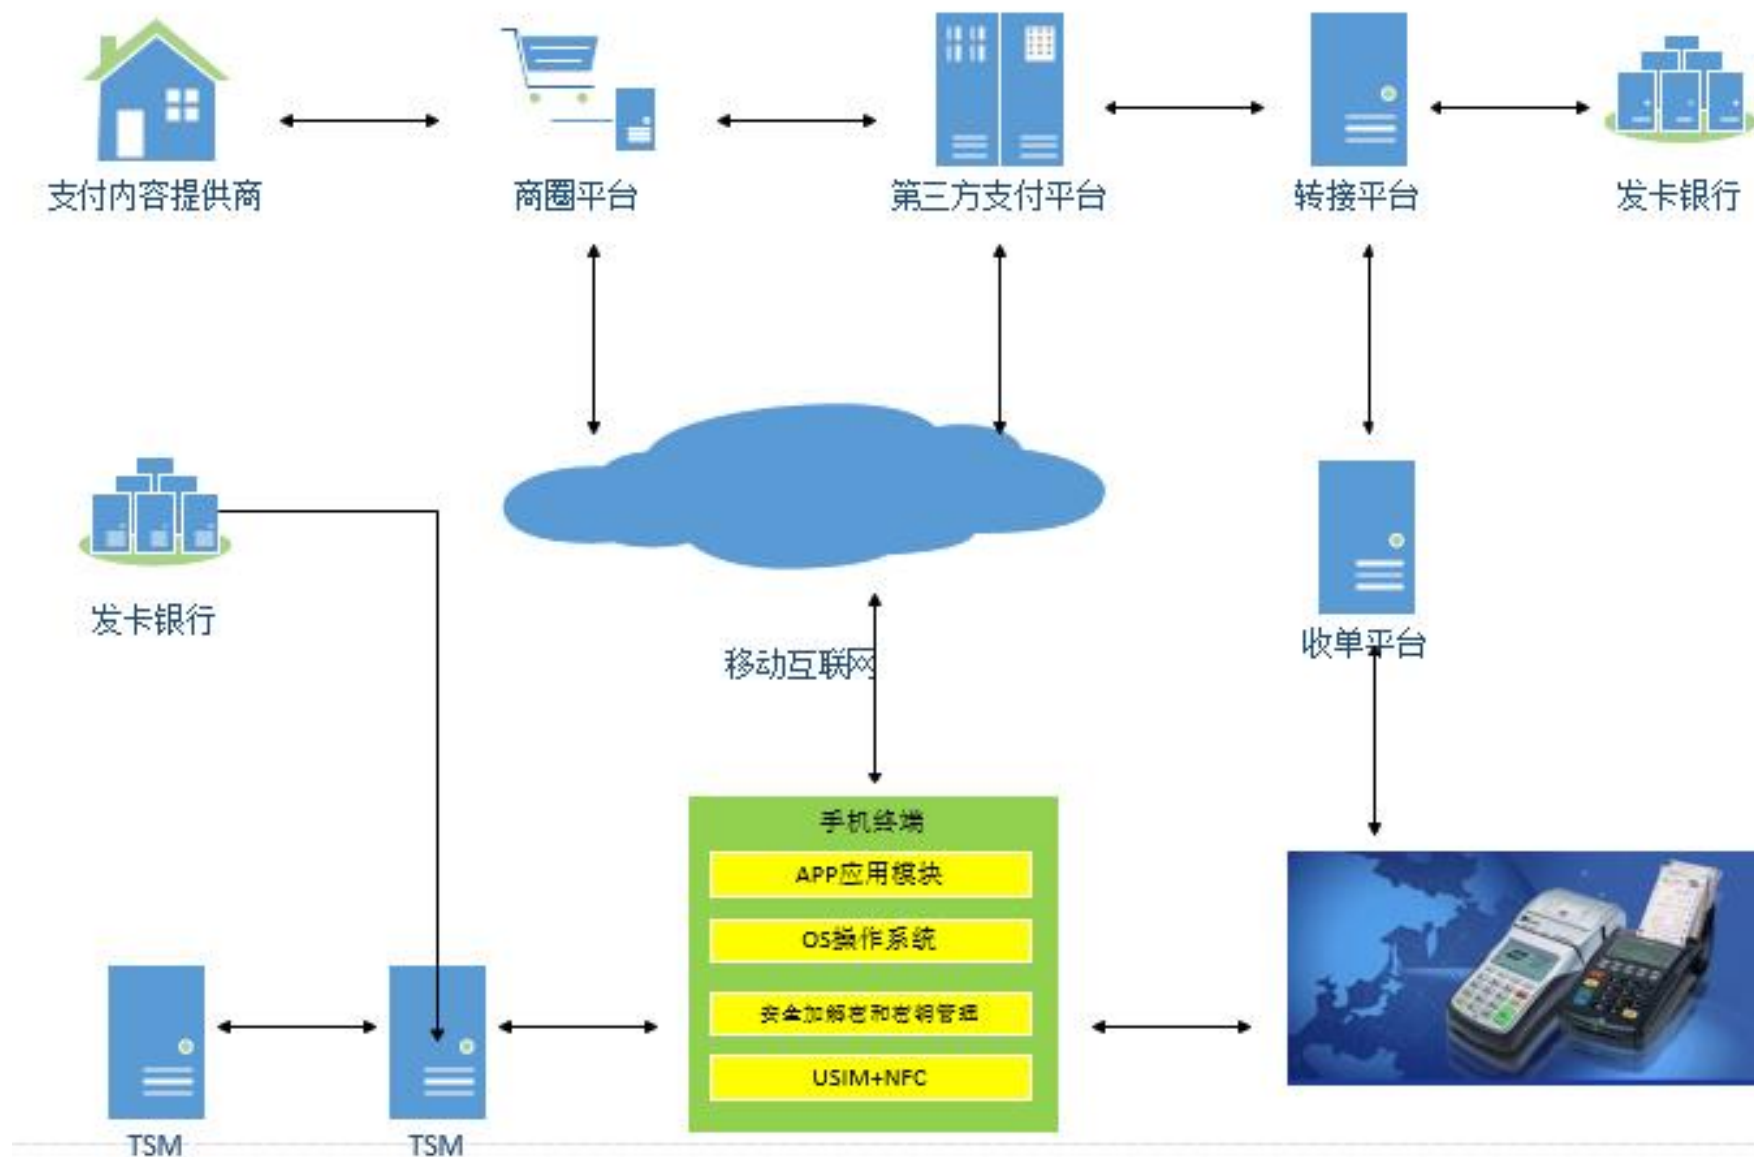 支付内容提供商
商圈平台
第三方支付平台
转接平台
发卡银行
发卡银行
移动互联网
收单平台
手机终端
APP应用模块
OS操作系统
安全加解密和密钥管理
USIM+NFC
TSM
TSM